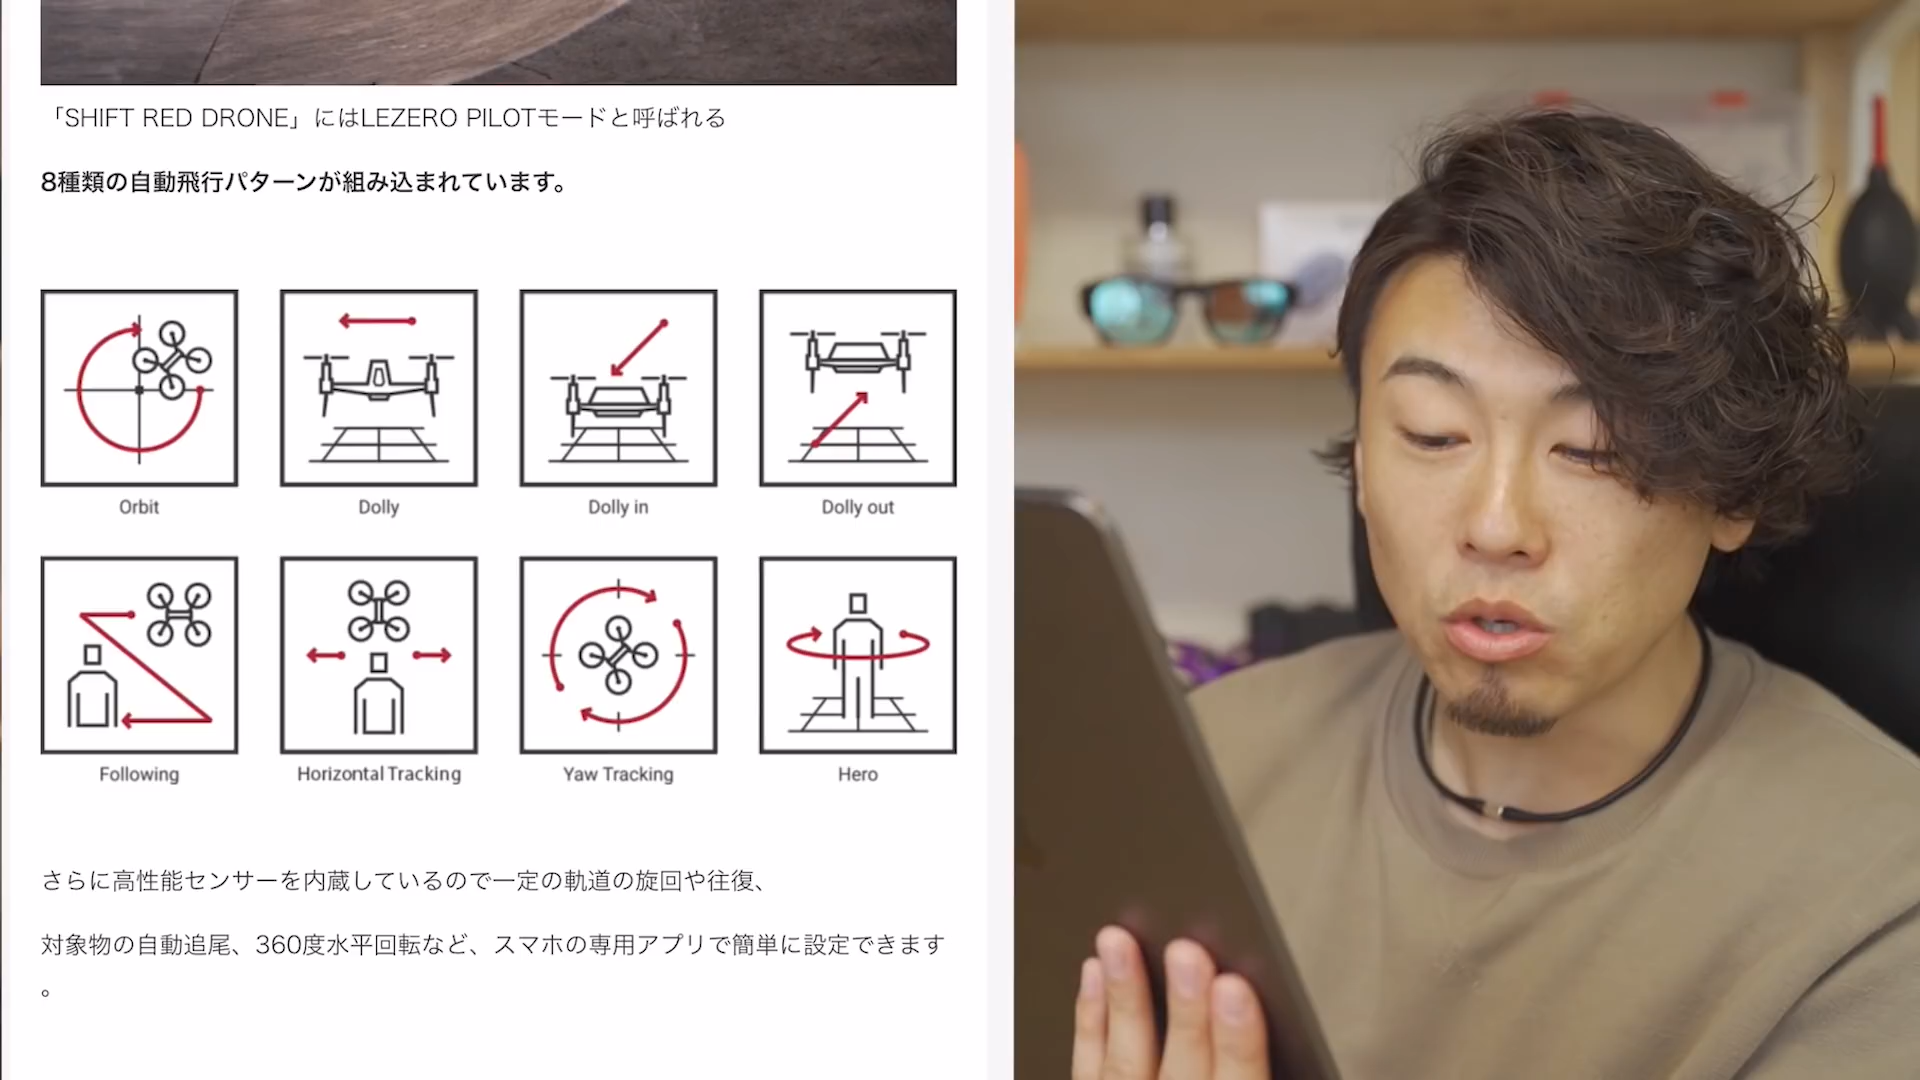 「SHIFT RED DRONE」にはLEZERO PILOTモードと呼ばれる
8種類の自動飛行パターンが組み込まれています。
Orbit
Dolly
Dolly in
Dolly out
Following
Horizontal Tracking
Yaw Tracking
Hero
さらに高性能センサーを内蔵しているので一定の軌道の旋回や往復、
対象物の自動追尾、360度水平回転など、スマホの専用アプリで簡単に設定できます
。